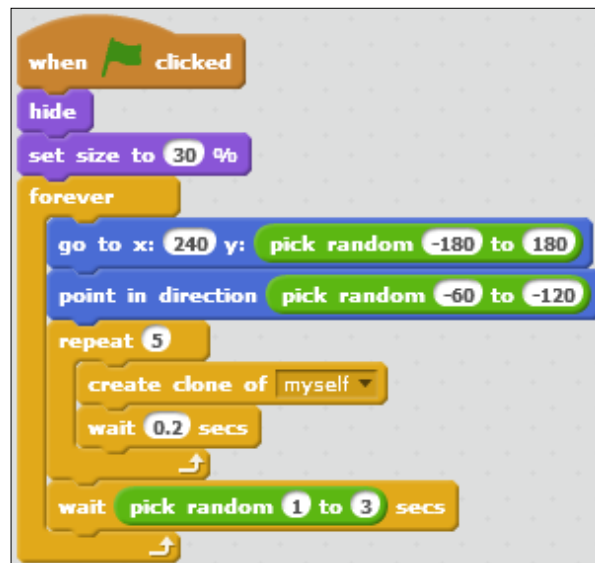 when clicked
hide
set size to 30 %
forever
go to x: 240 y: pick random -180 to 180
point in direction pick random -60 to -120
repeat 5
create clone of myself
wait 0.2 secs
wait pick random 1 to 3 secs